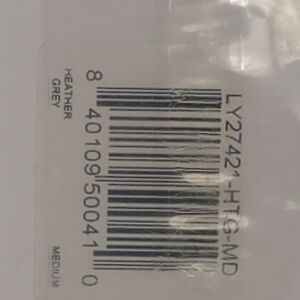 LY27421-HTG-MD
8 40109 50041 0
HEATHER
GREY
MEDIUM